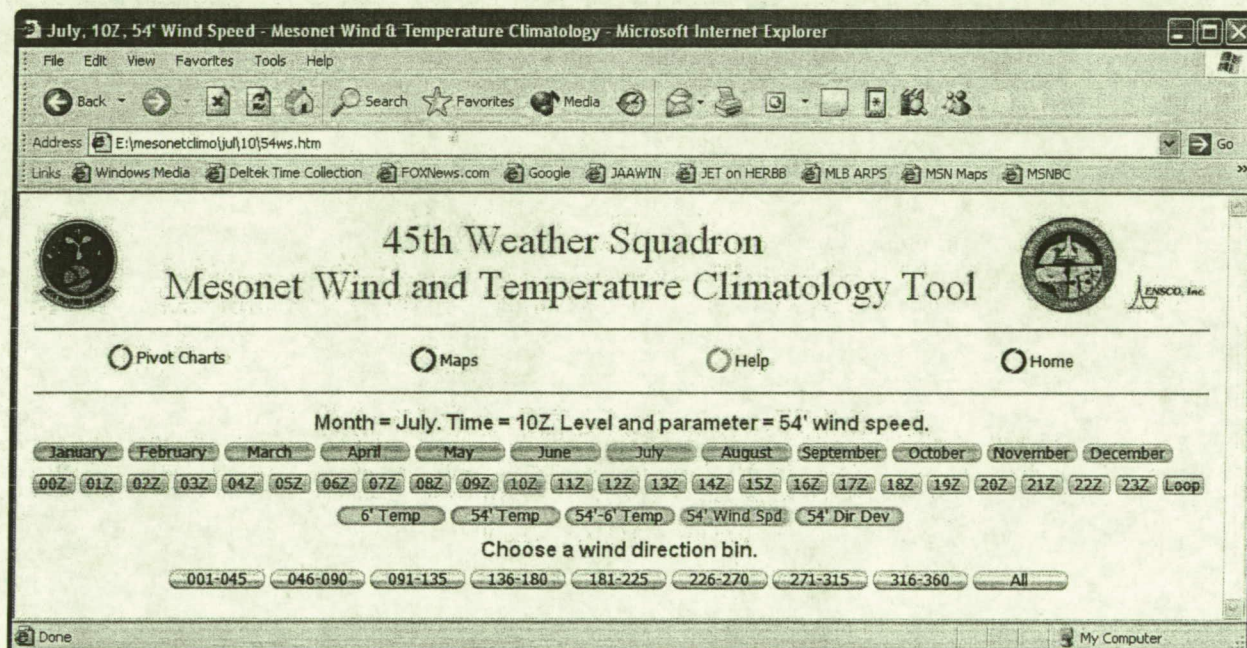 July, 10Z, 54' Wind Speed - Mesonet Wind & Temperature Climatology - Microsoft Internet Explorer
File Edit View Favorites Tools Help
Back Search Favorites Media
Address E:\mesonetclimo\jul\10\54ws.htm Go
Links Windows Media Deltek Time Collection FOXNews.com Google JAAWIN JET on HERBB MLB ARPS MSN Maps MSNBC »
45th Weather Squadron
Mesonet Wind and Temperature Climatology Tool
ENSCO, Inc.
Pivot Charts Maps Help Home
Month = July. Time = 10Z. Level and parameter = 54' wind speed.
January February March April May June July August September October November December
00Z 01Z 02Z 03Z 04Z 05Z 06Z 07Z 08Z 09Z 10Z 11Z 12Z 13Z 14Z 15Z 16Z 17Z 18Z 19Z 20Z 21Z 22Z 23Z Loop
6' Temp 54' Temp 54'-6' Temp 54' Wind Spd 54' Dir Dev
Choose a wind direction bin.
001-045 046-090 091-135 136-180 181-225 226-270 271-315 316-360 All
Done My Computer